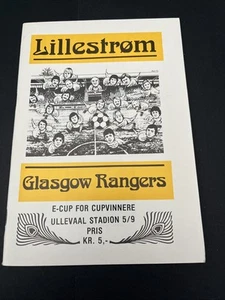 Lillestrøm
Glasgow Rangers
E-CUP FOR CUPVINNERE
ULLEVAAL STADION 5/9
PRIS
KR. 5,-